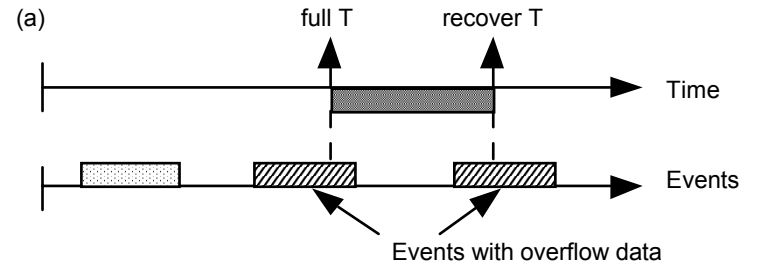 (a)
full T
recover T
Time
Events
Events with overflow data